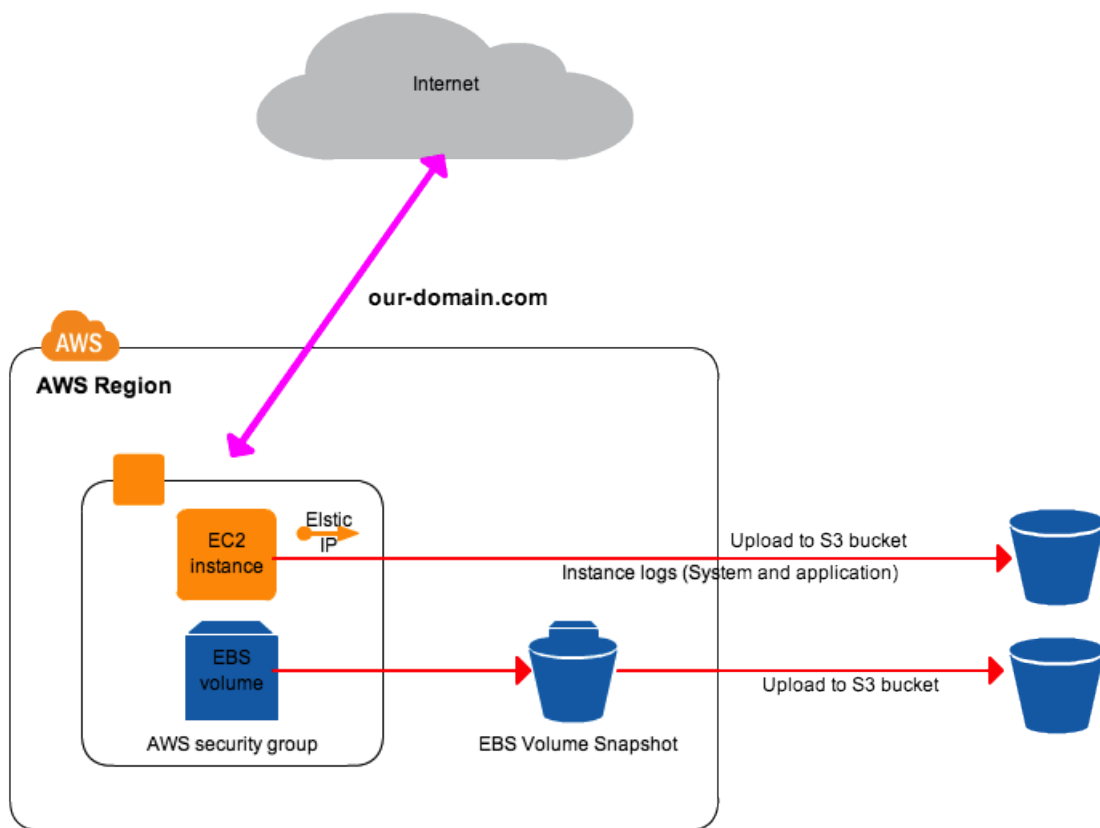 Internet
our-domain.com
AWS
AWS Region
Elstic
IP
EC2
instance
Upload to S3 bucket
Instance logs (System and application)
EBS
volume
Upload to S3 bucket
AWS security group
EBS Volume Snapshot